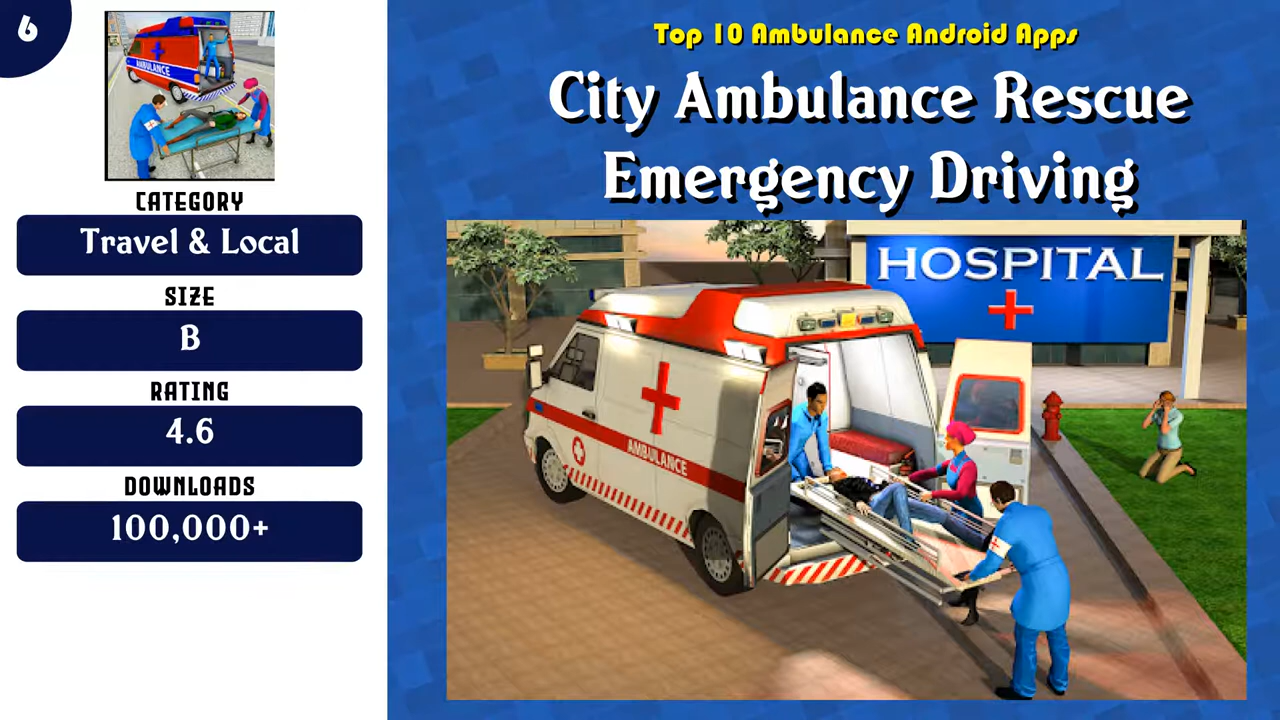 6
AMBULANCE
CATEGORY
Travel & Local
SIZE
B
RATING
4.6
DOWNLOADS
100,000+
Top 10 Ambulance Android Apps
City Ambulance Rescue
Emergency Driving
HOSPITAL
AMBULANCE